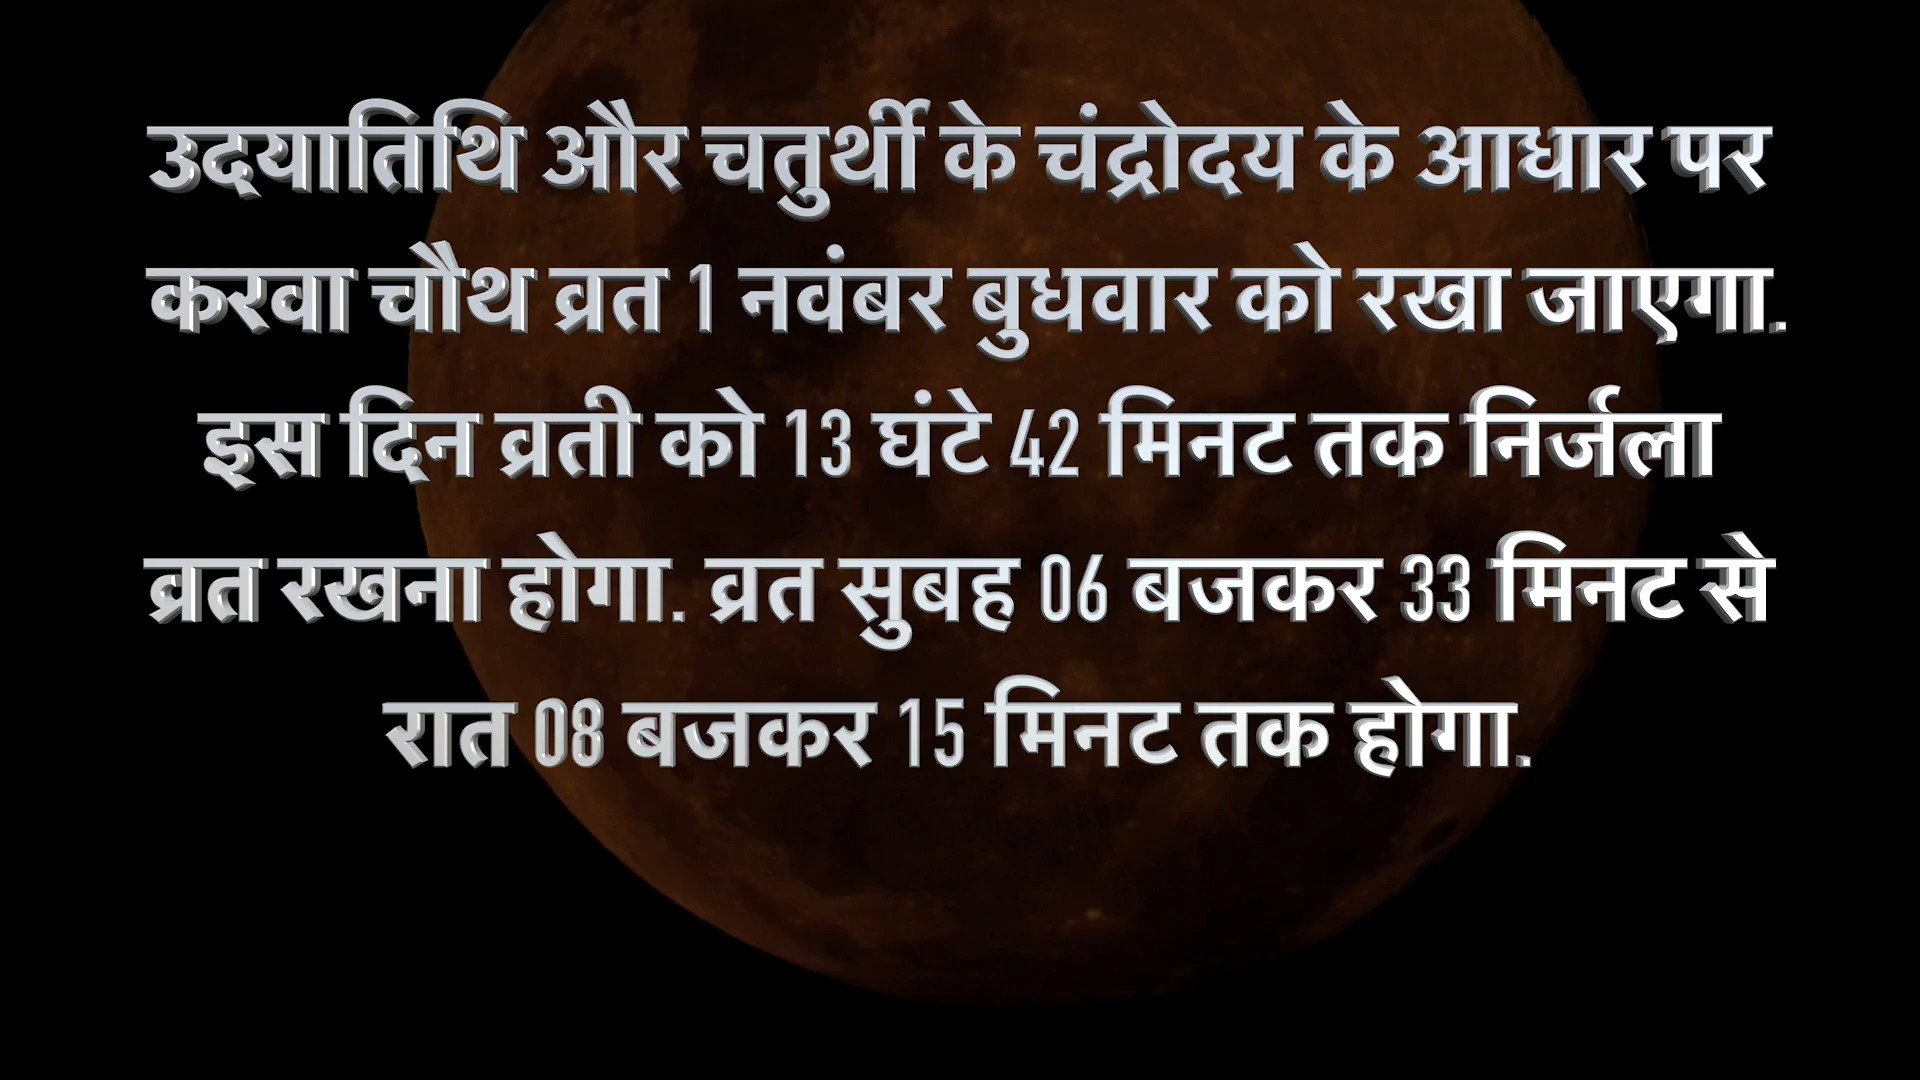 उदयातिथि और चतुर्थी के चंद्रोदय के आधार पर
करवा चौथ व्रत 1 नवंबर बुधवार को रखा जाएगा.
इस दिन व्रती को 13 घंटे 42 मिनट तक निर्जला
व्रत रखना होगा. व्रत सुबह 06 बजकर 33 मिनट से
रात 08 बजकर 15 मिनट तक होगा.